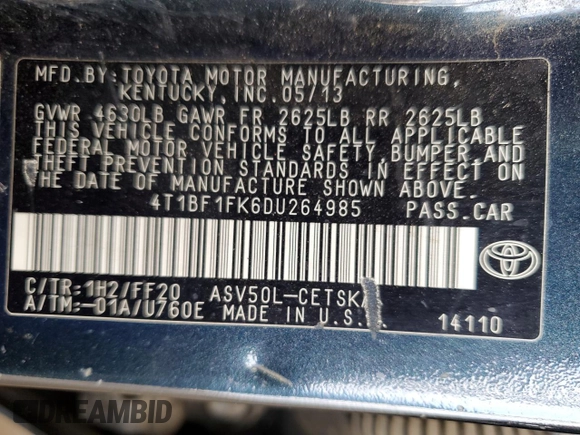 MFD.BY:TOYOTA MOTOR MANUFACTURING,
KENTUCKY, INC.05/13
GVWR 4630LB GAWR FR 2625LB RR 2625LB
THIS VEHICLE CONFORMS TO ALL APPLICABLE
FEDERAL MOTOR VEHICLE SAFETY,BUMPER,AND
THEFT PREVENTION STANDARDS IN EFFECT ON
THE DATE OF MANUFACTURE SHOWN ABOVE.
4T1BF1FK6DU264985 PASS.CAR
C/TR:1H2/FF20 ASV50L-CETSKA
A/TM:-01A/U760E MADE IN U.S.A.
TOYOTA
14110
DREAMBID